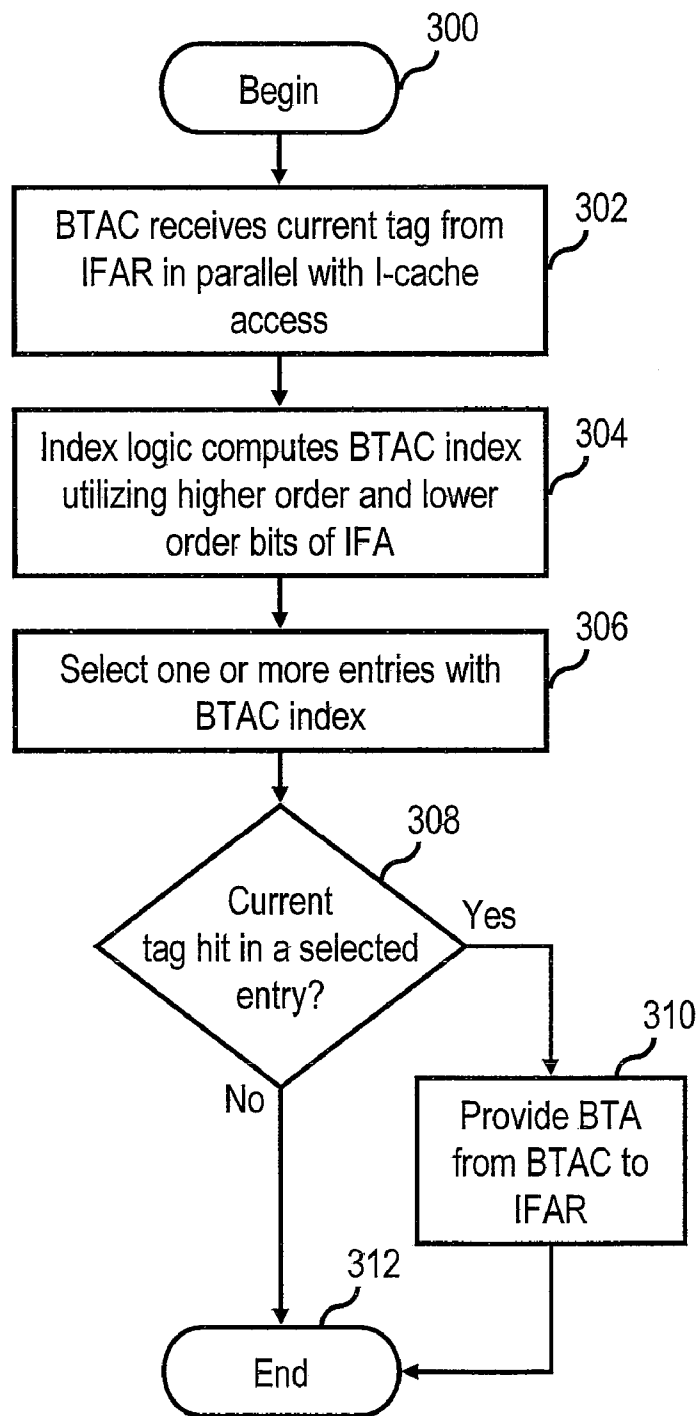 300
Begin
302
BTAC receives current tag from
IFAR in parallel with I-cache
access
304
Index logic computes BTAC index
utilizing higher order and lower
order bits of IFA
306
Select one or more entries with
BTAC index
308
Current
tag hit in a selected
entry?
Yes
No
310
Provide BTA
from BTAC to
IFAR
312
End